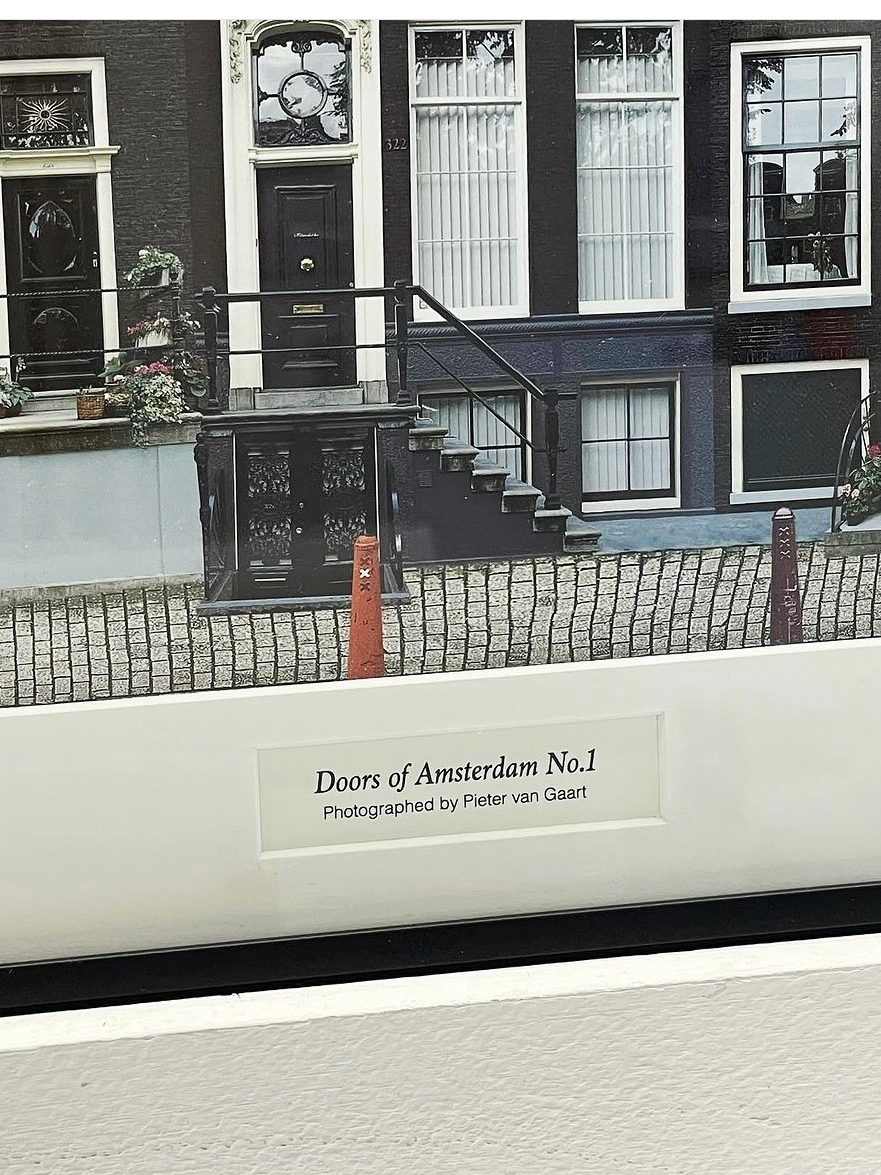 322
Doors of Amsterdam No.1
Photographed by Pieter van Gaart